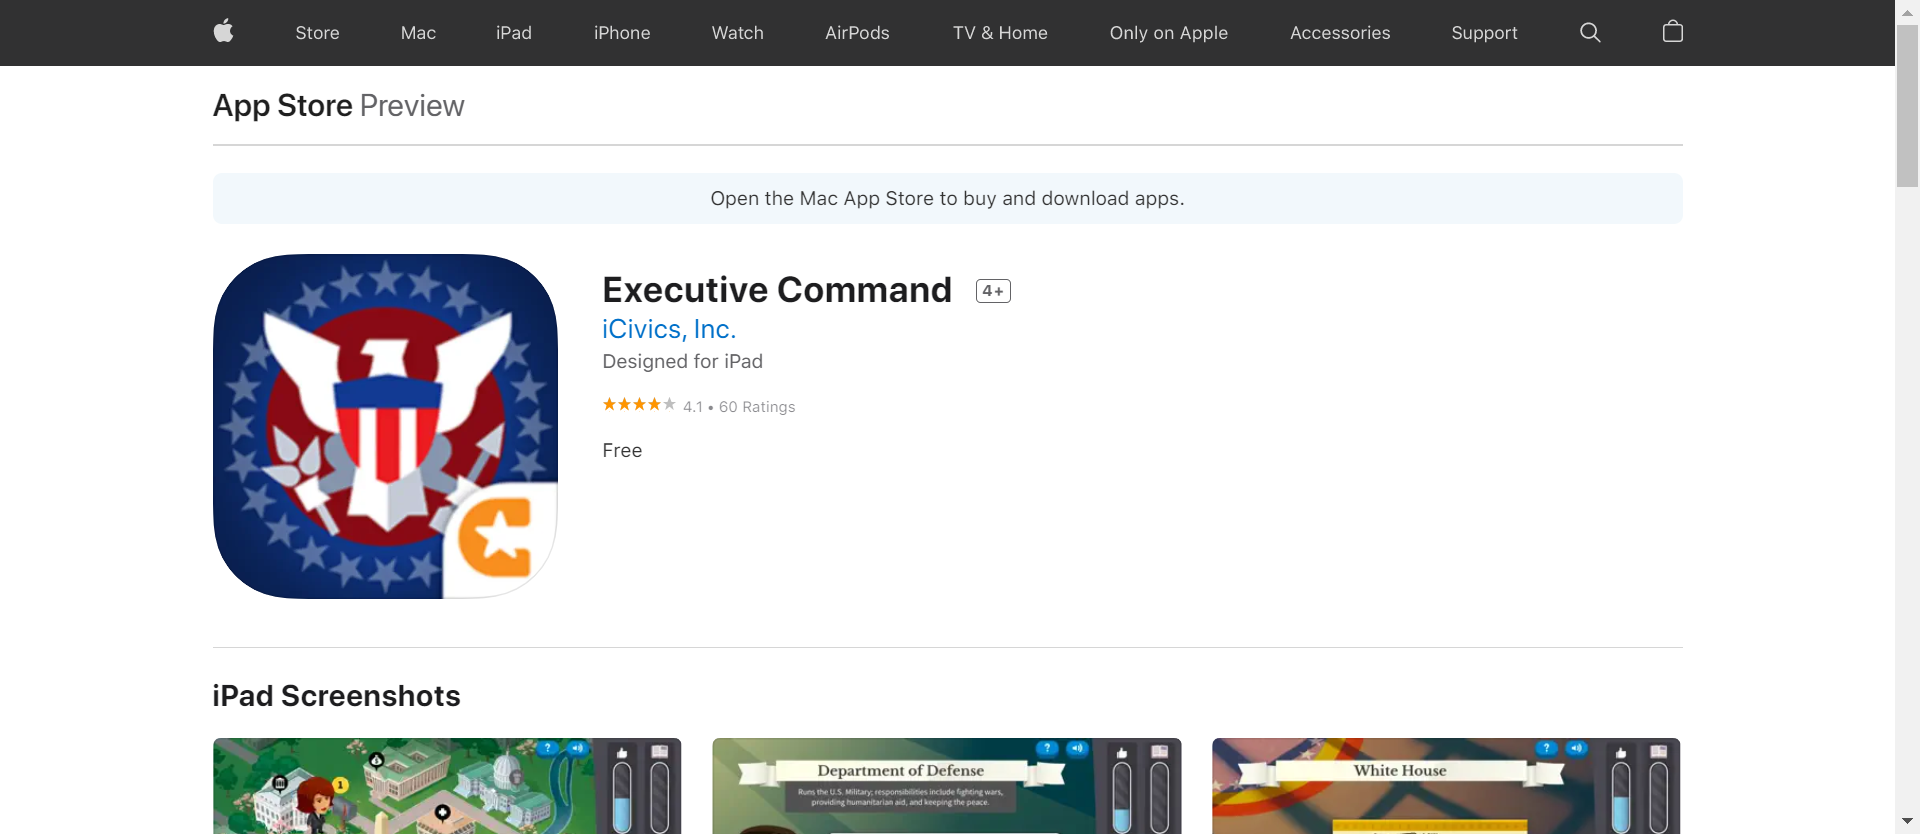 Store Mac iPad iPhone Watch AirPods TV & Home Only on Apple Accessories Support
App Store Preview
Open the Mac App Store to buy and download apps.
Executive Command 4+
iCivics, Inc.
Designed for iPad
4.1 • 60 Ratings
Free
iPad Screenshots
1
?
Department of Defense
Runs the U.S. Military; responsibilities include fighting wars,
providing humanitarian aid, and keeping the peace.
?
White House
?